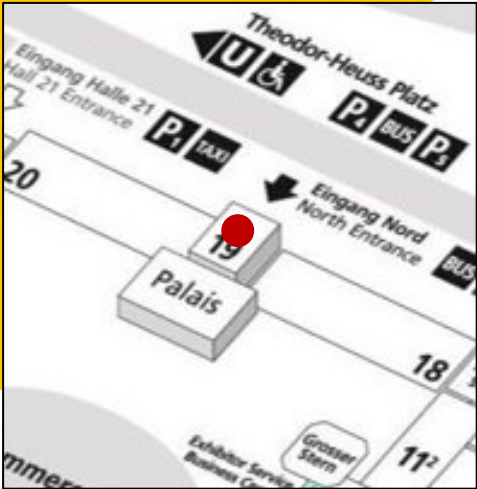 Theodor-Heuss Platz
U
Eingang Halle 21
Hall 21 Entrance
P1 TAXI
P4 BUS P5
20
Eingang Nord
North Entrance
BUS
19
Palais
18
Grosser
Stern
11²
Exhibitor Service
Business